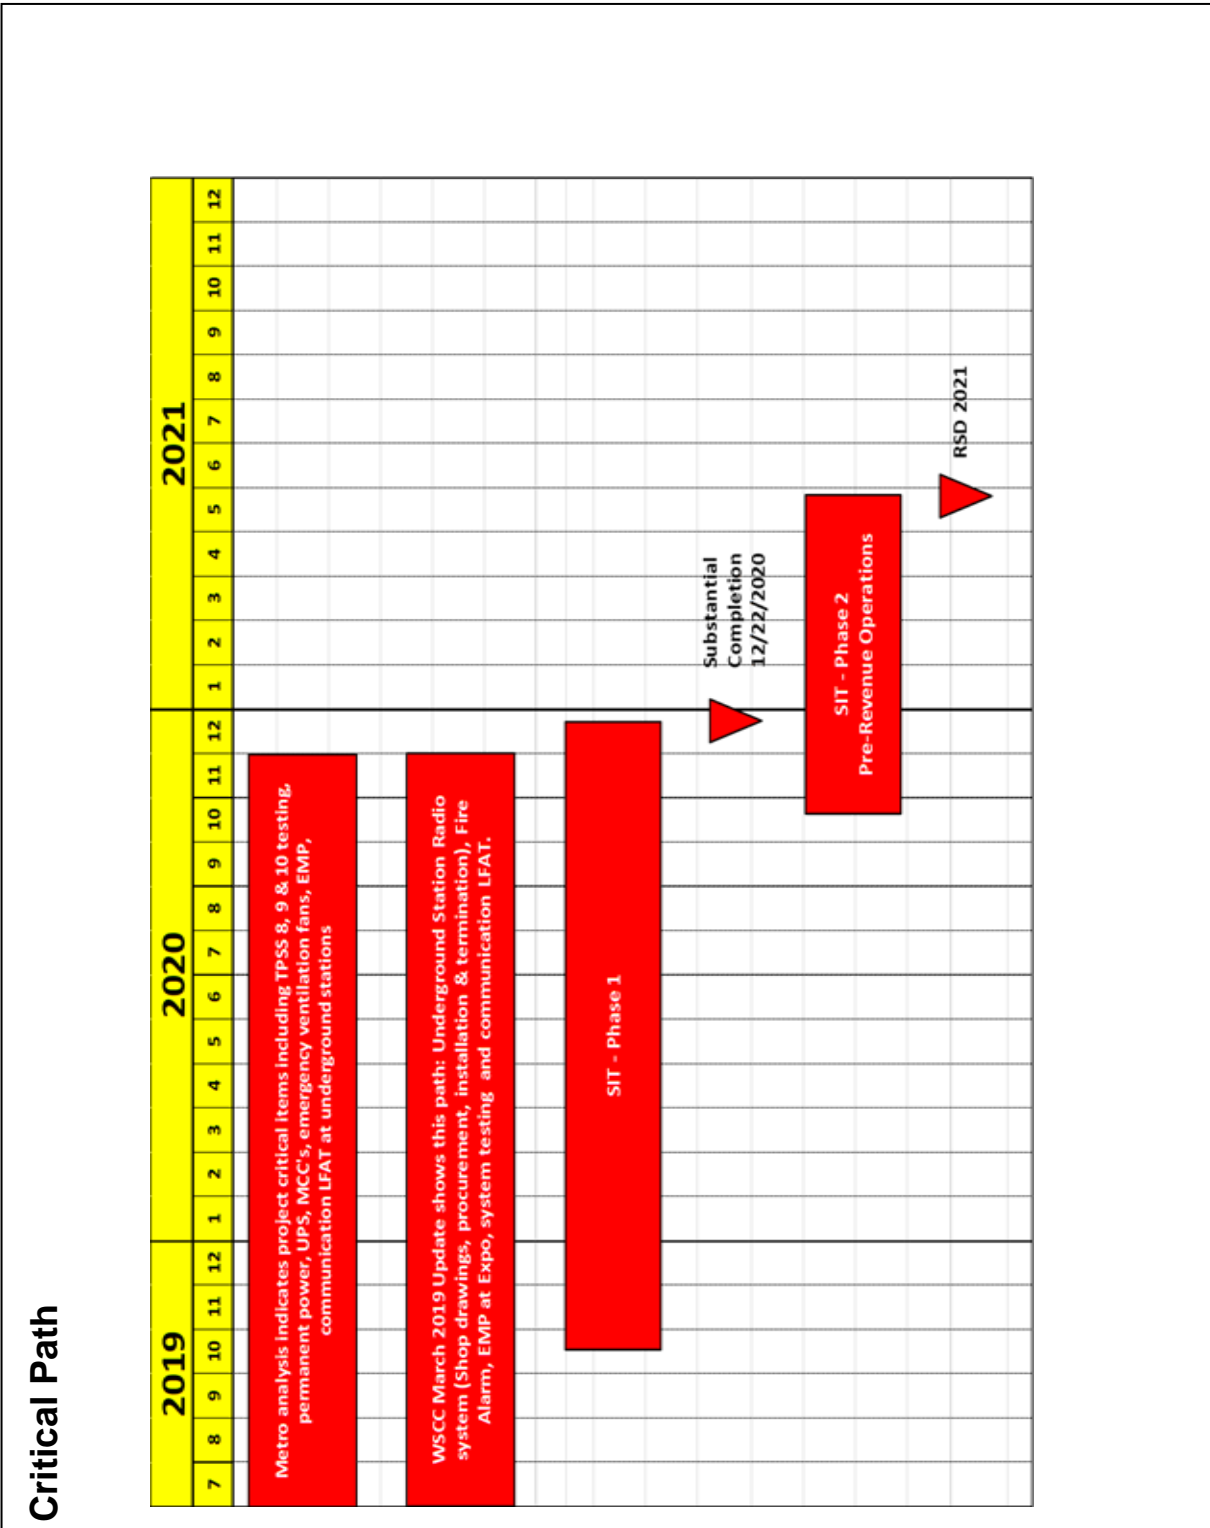 Critical Path
2019 2020 2021
7 8 9 10 11 12 1 2 3 4 5 6 7 8 9 10 11 12 1 2 3 4 5 6 7 8 9 10 11 12
Metro analysis indicates project critical items including TPSS 8, 9 & 10 testing,
permanent power, UPS, MCC's, emergency ventilation fans, EMP,
communication LFAT at underground stations
WSCC March 2019 Update shows this path: Underground Station Radio
system (Shop drawings, procurement, installation & termination), Fire
Alarm, EMP at Expo, system testing and communication LFAT.
SIT - Phase 1
Substantial
Completion
12/22/2020
SIT - Phase 2
Pre-Revenue Operations
RSD 2021